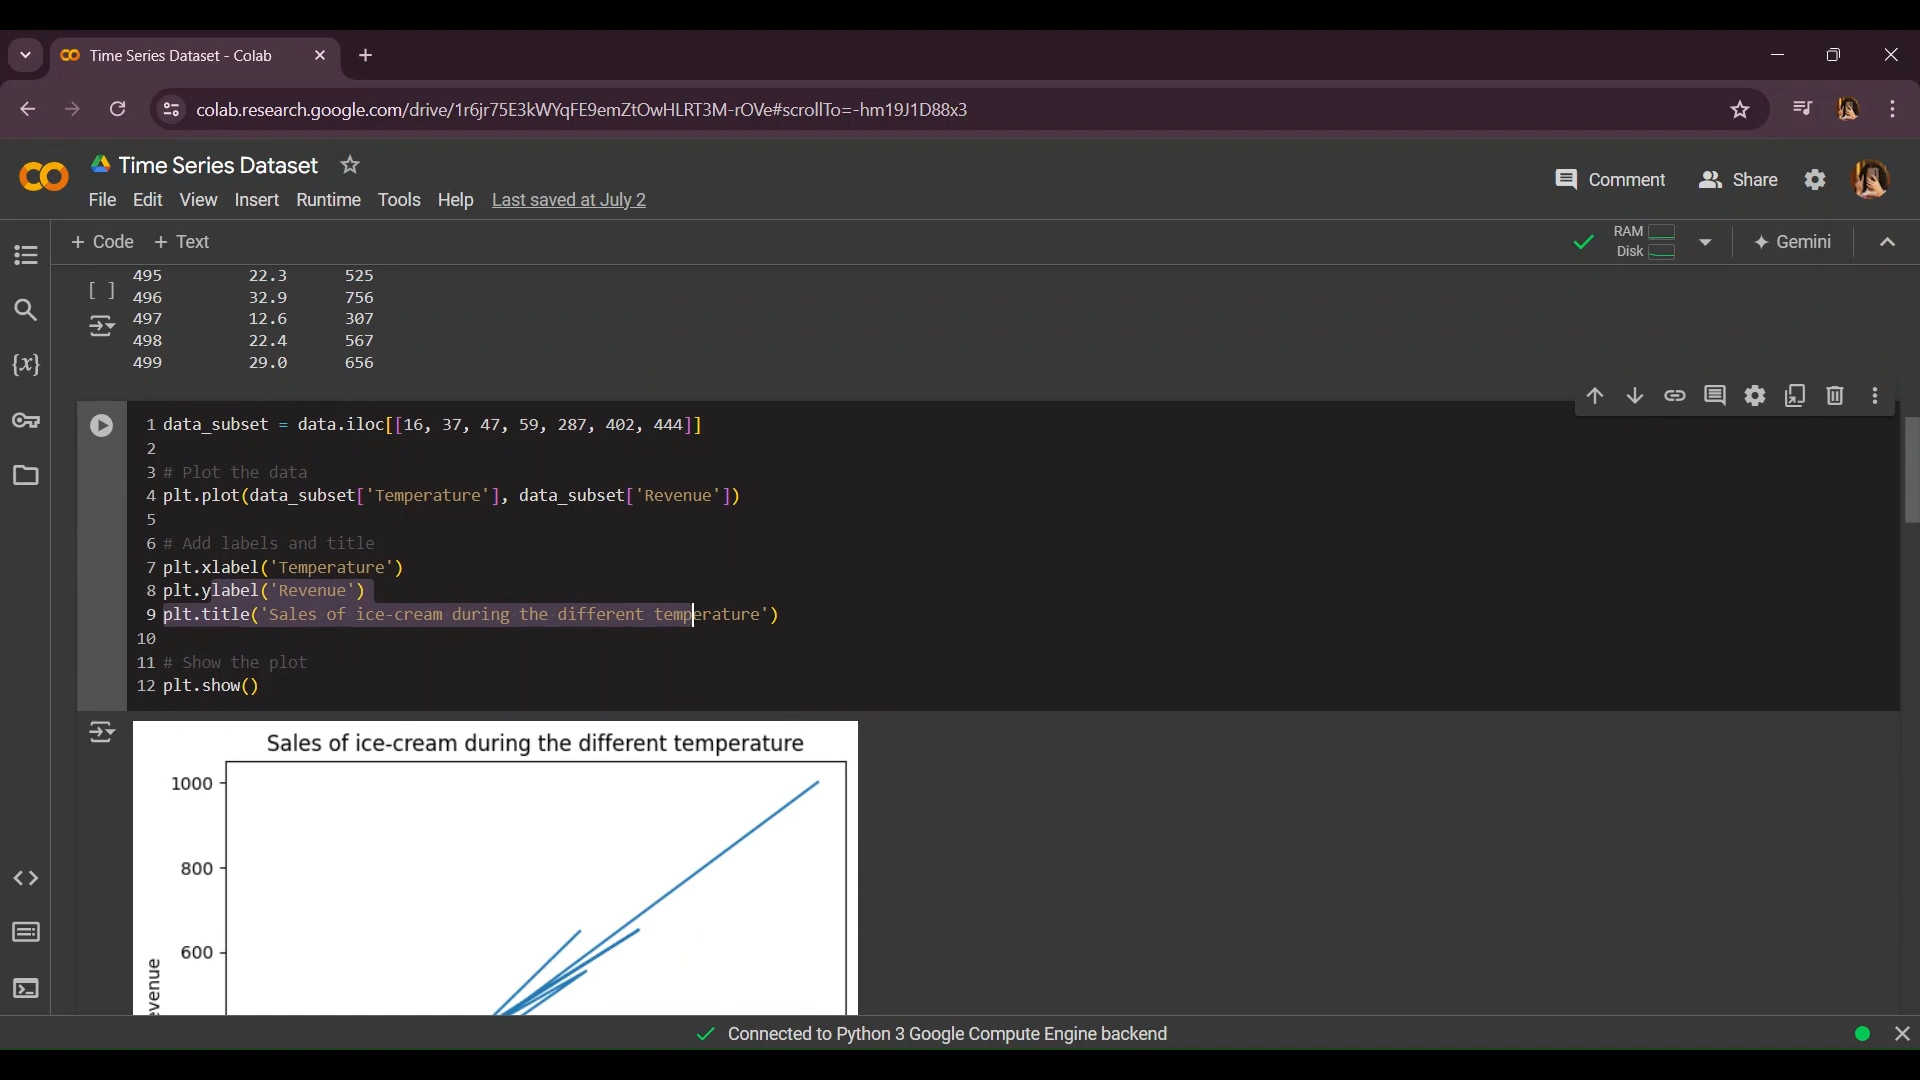 Time Series Dataset - Colab
colab.research.google.com/drive/1r6jr75E3kWYqFE9emZtOwHLRT3M-rOVe#scrollTo=-hm19J1D88x3
Time Series Dataset
Comment
Share
File Edit View Insert Runtime Tools Help Last saved at July 2
+ Code + Text
RAM
Disk
Gemini
[ ]
495 22.3 525
496 32.9 756
497 12.6 307
498 22.4 567
499 29.0 656
{x}
1 data_subset = data.iloc[[16, 37, 47, 59, 287, 402, 444]]
2
3 # Plot the data
4 plt.plot(data_subset['Temperature'], data_subset['Revenue'])
5
6 # Add labels and title
7 plt.xlabel('Temperature')
8 plt.ylabel('Revenue')
9 plt.title('Sales of ice-cream during the different temperature')
10
11 # Show the plot
12 plt.show()
Sales of ice-cream during the different temperature
1000
800
600
evenue
Connected to Python 3 Google Compute Engine backend